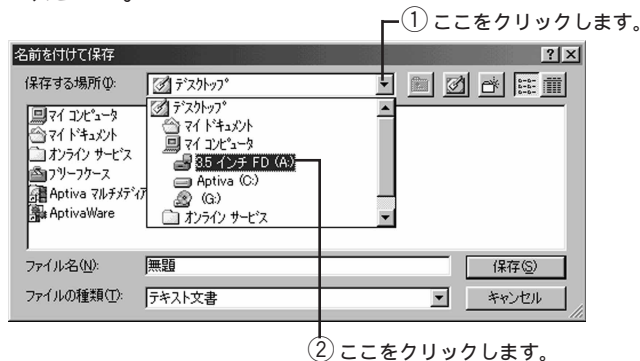 ① ここをクリックします。
名前を付けて保存
保存する場所(I):
デスクトップ
マイ コンピュータ
マイ ドキュメント
オンライン サービス
ブリーフケース
Aptiva マルチメディア
AptivaWare
デスクトップ
マイ ドキュメント
マイ コンピュータ
3.5 インチ FD (A:)
Aptiva (C:)
(G:)
オンライン サービス
ファイル名(N):
無題
保存(S)
ファイルの種類(T):
テキスト文書
キャンセル
② ここをクリックします。